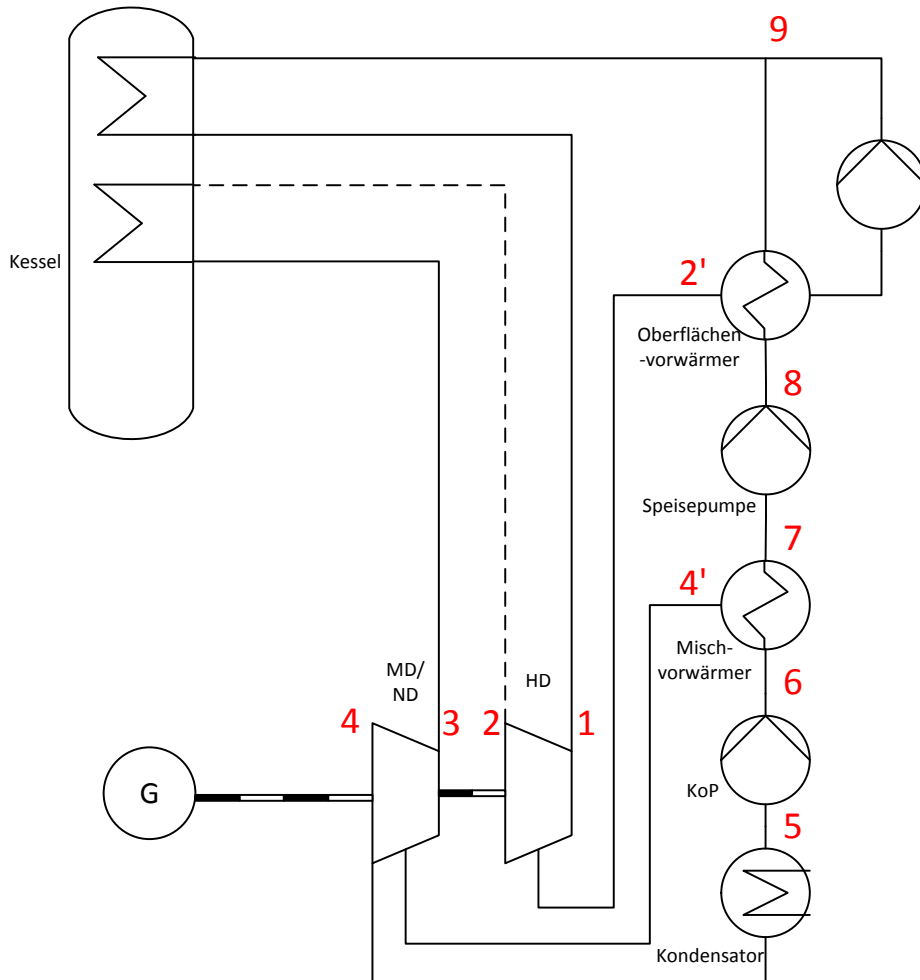 9
Kessel
2'
Oberflächen
-vorwärmer
8
Speisepumpe
7
4'
Misch-
vorwärmer
6
MD/
ND
HD
4
3
2
1
G
KoP
5
Kondensator